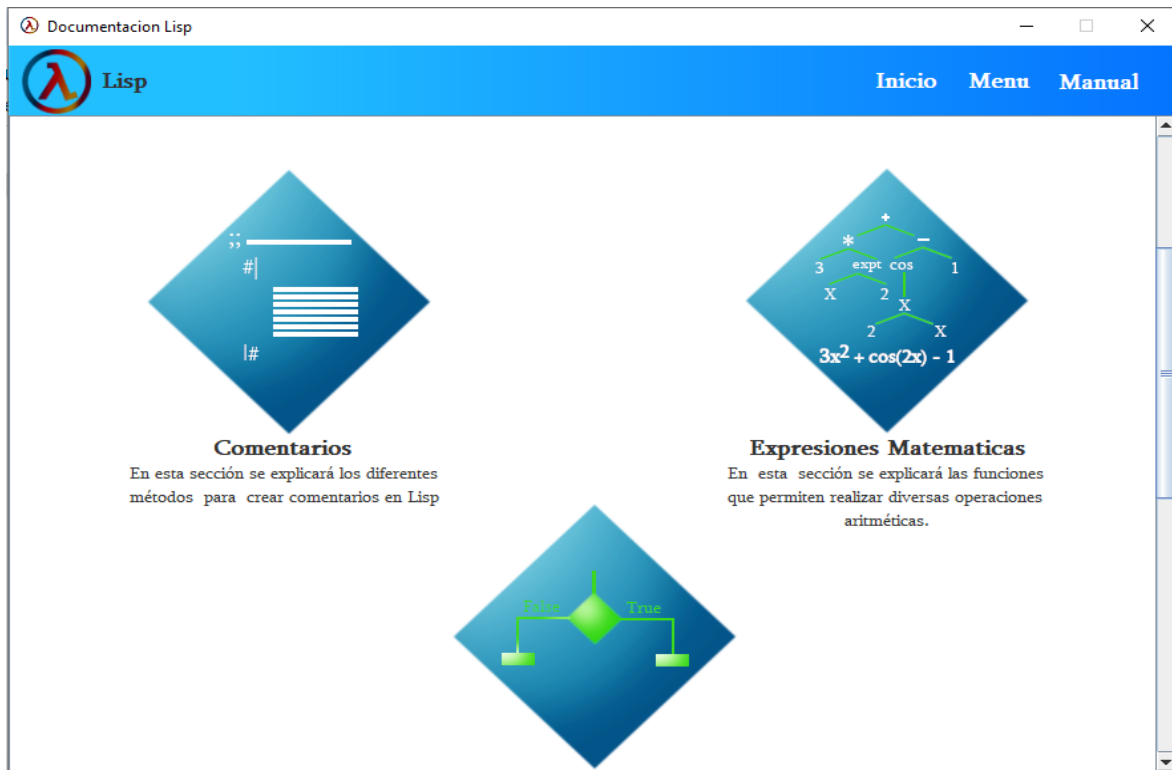 Documentacion Lisp
λ Lisp Inicio Menu Manual
;;
#|
|#
+
* −
3 expt cos 1
X 2 X
2 X
3x² + cos(2x) - 1
Comentarios
En esta sección se explicará los diferentes
métodos para crear comentarios en Lisp
Expresiones Matematicas
En esta sección se explicará las funciones
que permiten realizar diversas operaciones
aritméticas.
False True